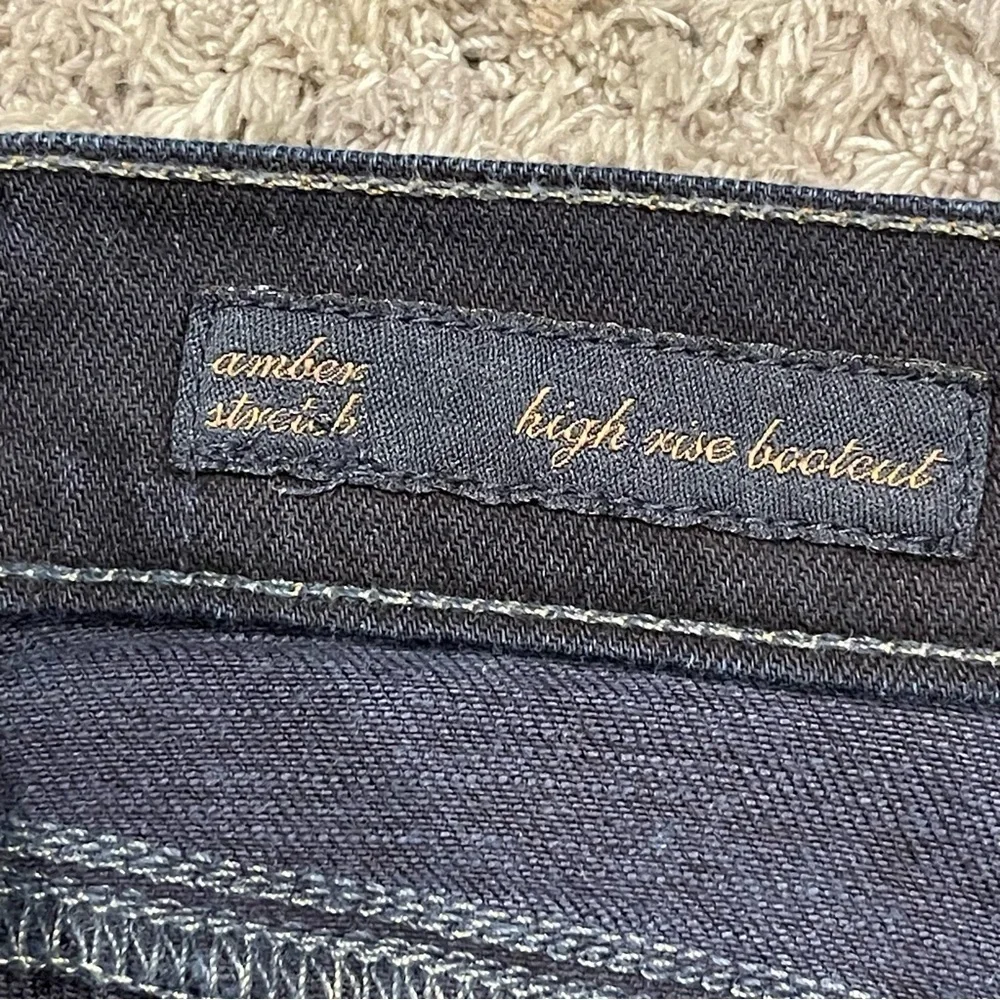 amber
stretch
high rise bootcut